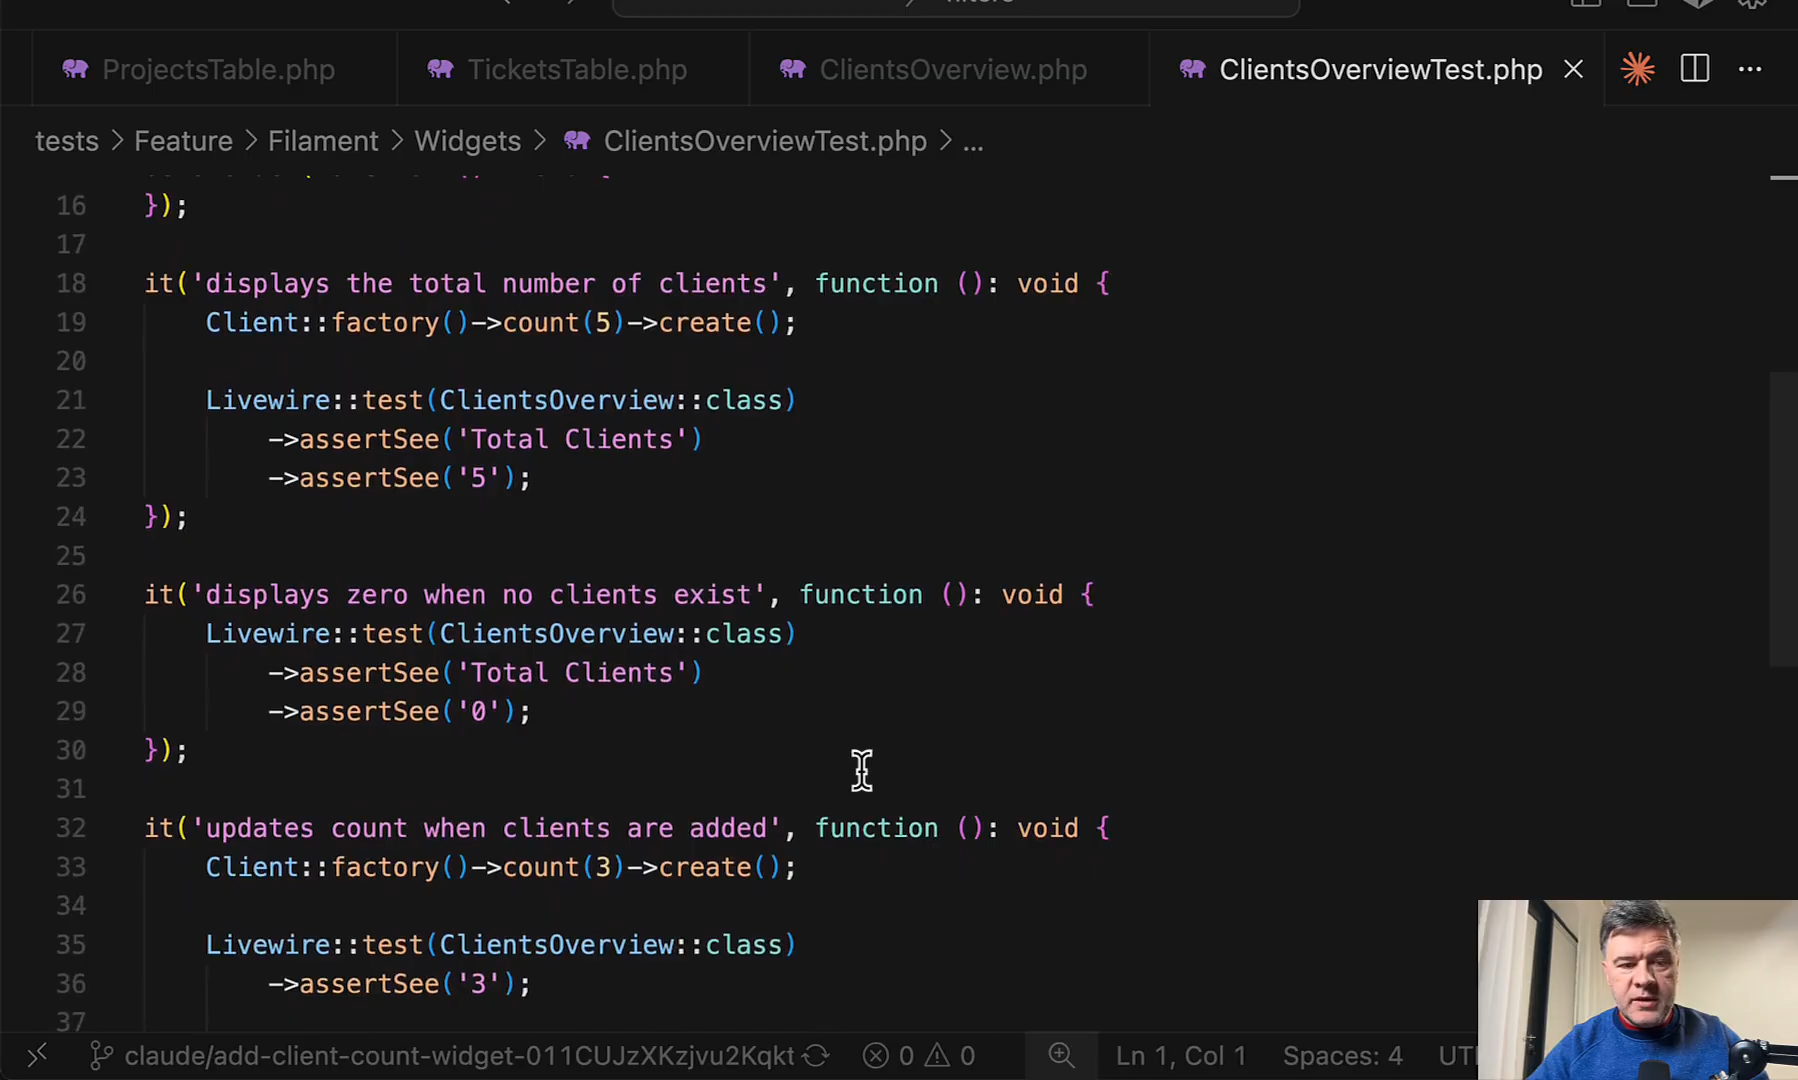 ProjectsTable.php
TicketsTable.php
ClientsOverview.php
ClientsOverviewTest.php
tests > Feature > Filament > Widgets > ClientsOverviewTest.php > ...
16 });
17
18 it('displays the total number of clients', function (): void {
19 Client::factory()->count(5)->create();
20
21 Livewire::test(ClientsOverview::class)
22 ->assertSee('Total Clients')
23 ->assertSee('5');
24 });
25
26 it('displays zero when no clients exist', function (): void {
27 Livewire::test(ClientsOverview::class)
28 ->assertSee('Total Clients')
29 ->assertSee('0');
30 });
31
32 it('updates count when clients are added', function (): void {
33 Client::factory()->count(3)->create();
34
35 Livewire::test(ClientsOverview::class)
36 ->assertSee('3');
37
claude/add-client-count-widget-011CUJzXKzjvu2Kqkt 0 0 Ln 1, Col 1 Spaces: 4